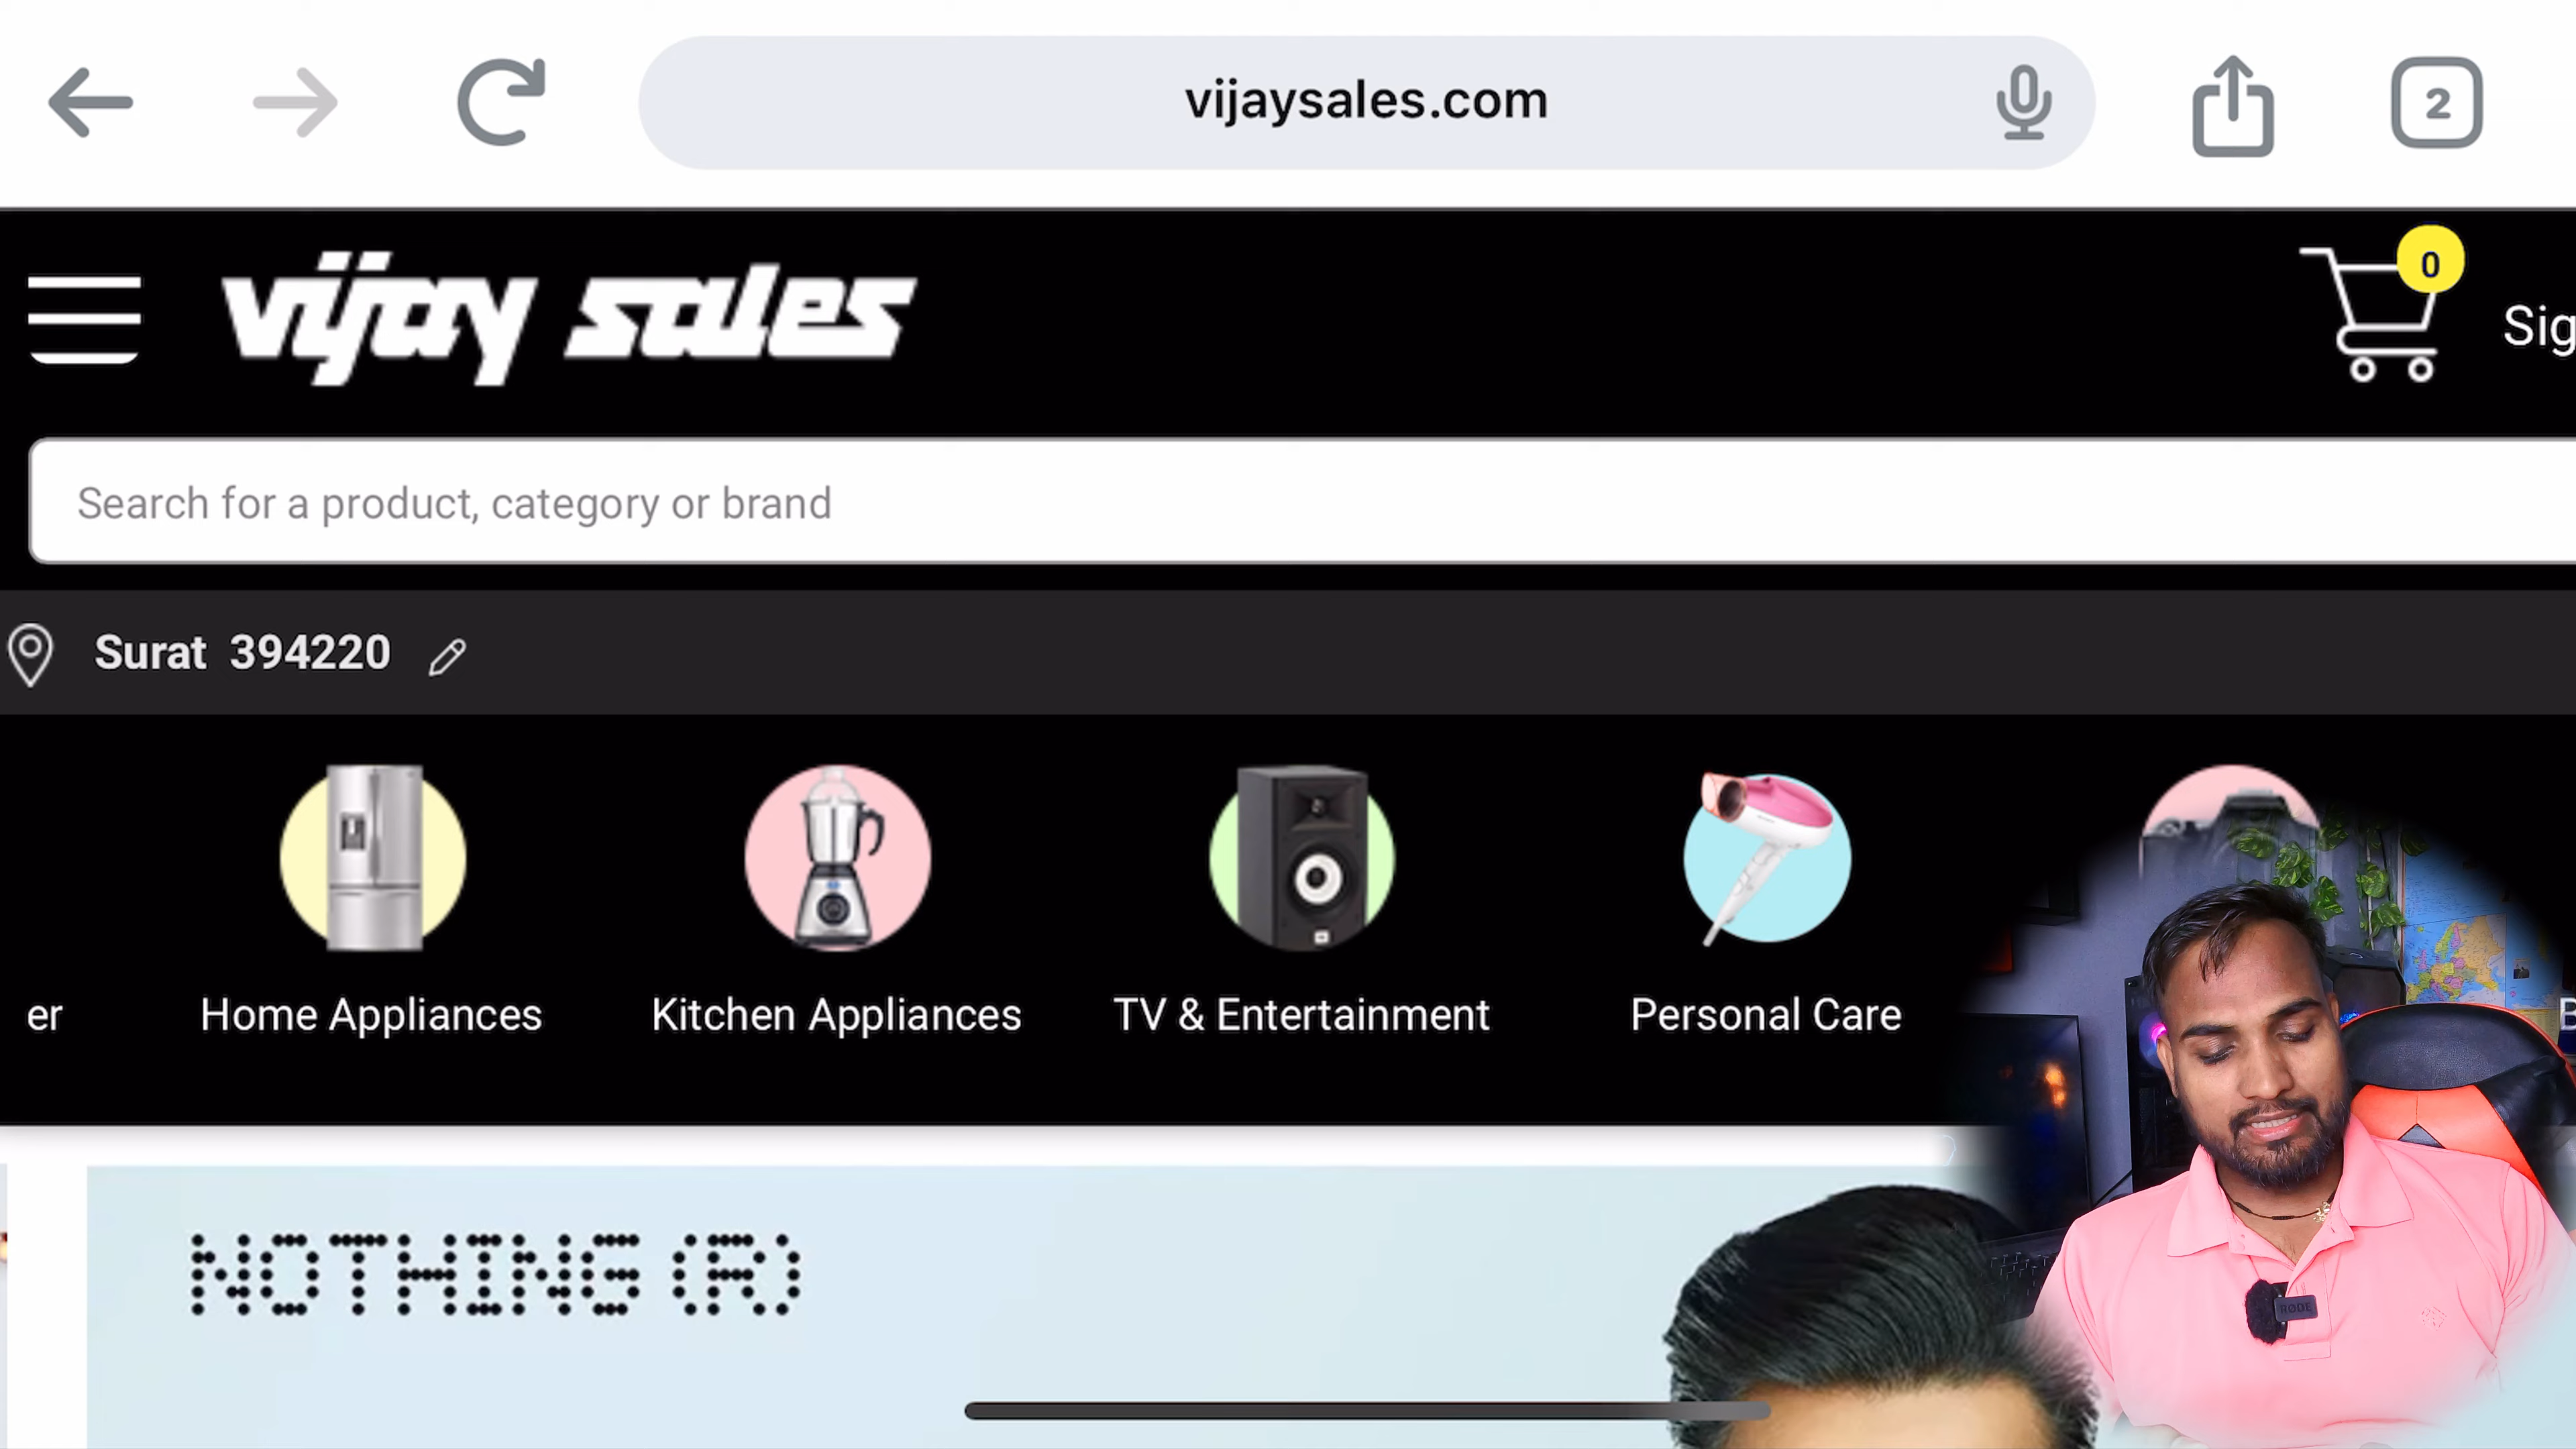 vijaysales.com
2
vijay sales
0
Sig
Search for a product, category or brand
Surat 394220
er
Home Appliances
Kitchen Appliances
TV & Entertainment
Personal Care
NOTHING (R)
RØDE